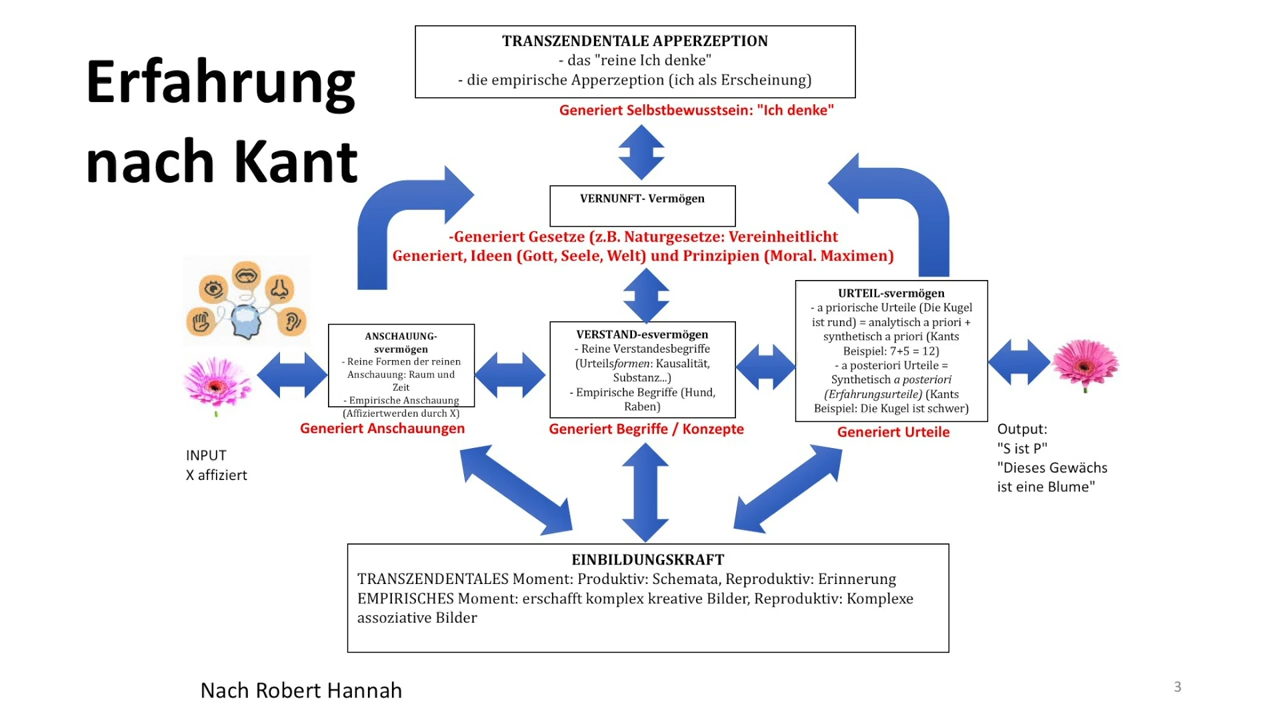 Erfahrung
nach Kant
TRANSZENDENTALE APPERZEPTION
- das "reine Ich denke"
- die empirische Apperzeption (ich als Erscheinung)
Generiert Selbstbewusstsein: "Ich denke"
VERNUNFT- Vermögen
-Generiert Gesetze (z.B. Naturgesetze: Vereinheitlicht
Generiert, Ideen (Gott, Seele, Welt) und Prinzipien (Moral. Maximen)
ANSCHAUUNG-
svermögen
- Reine Formen der reinen
Anschauung: Raum und
Zeit
- Empirische Anschauung
(Affiziertwerden durch X)
Generiert Anschauungen
INPUT
X affiziert
VERSTAND-esvermögen
- Reine Verstandesbegriffe
(Urteilsformen: Kausalität,
Substanz...)
- Empirische Begriffe (Hund,
Raben)
Generiert Begriffe / Konzepte
URTEIL-svermögen
- a priorische Urteile (Die Kugel
ist rund) = analytisch a priori +
synthetisch a priori (Kants
Beispiel: 7+5 = 12)
- a posteriori Urteile =
Synthetisch a posteriori
(Erfahrungsurteile) (Kants
Beispiel: Die Kugel ist schwer)
Generiert Urteile
Output:
"S ist P"
"Dieses Gewächs
ist eine Blume"
EINBILDUNGSKRAFT
TRANSZENDENTALES Moment: Produktiv: Schemata, Reproduktiv: Erinnerung
EMPIRISCHES Moment: erschafft komplex kreative Bilder, Reproduktiv: Komplexe
assoziative Bilder
Nach Robert Hannah
3